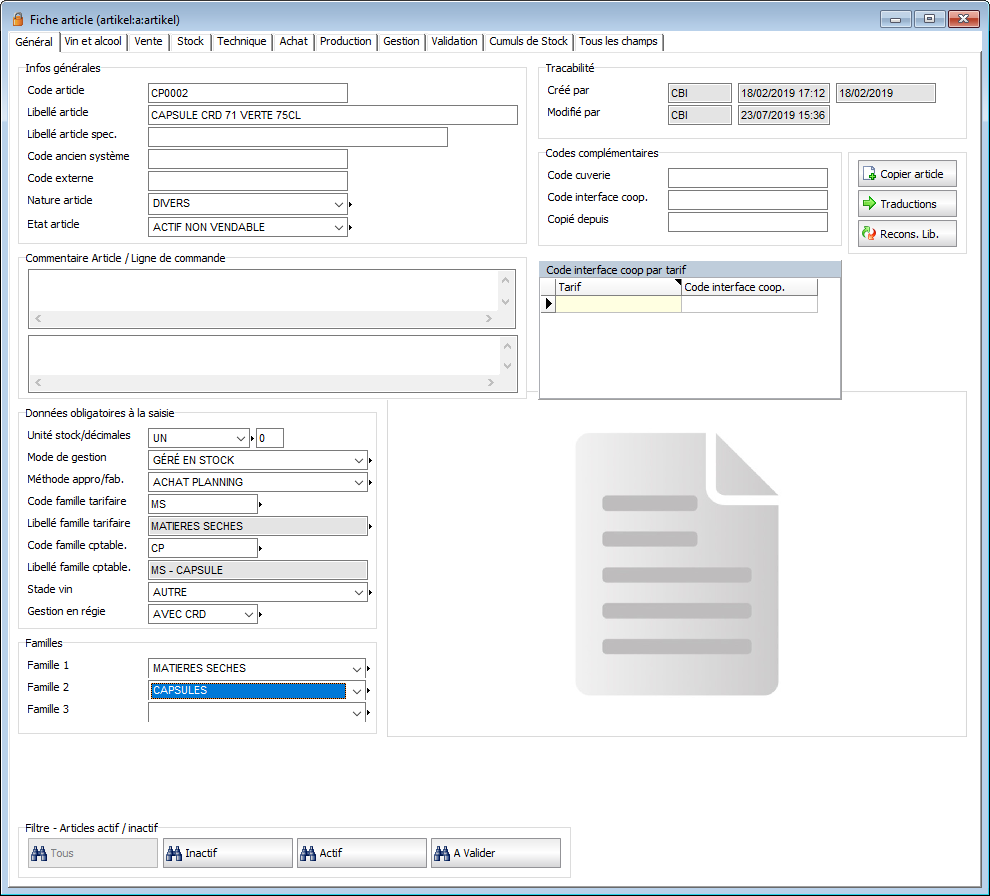 Fiche article (artikel:a:artikel)
Général Vin et alcool Vente Stock Technique Achat Production Gestion Validation Cumuls de Stock Tous les champs
Infos générales
Code article CP0002
Libellé article CAPSULE CRD 71 VERTE 75CL
Libellé article spec.
Code ancien système
Code externe
Nature article DIVERS
Etat article ACTIF NON VENDABLE
Tracabilité
Créé par CBI 18/02/2019 17:12 18/02/2019
Modifié par CBI 23/07/2019 15:36
Codes complémentaires
Code cuverie
Code interface coop.
Copié depuis
Copier article
Traductions
Recons. Lib.
Commentaire Article / Ligne de commande
Code interface coop par tarif
Tarif Code interface coop.
Données obligatoires à la saisie
Unité stock/décimales UN 0
Mode de gestion GÉRÉ EN STOCK
Méthode appro/fab. ACHAT PLANNING
Code famille tarifaire MS
Libellé famille tarifaire MATIERES SECHES
Code famille cptable. CP
Libellé famille cptable. MS - CAPSULE
Stade vin AUTRE
Gestion en régie AVEC CRD
Familles
Famille 1 MATIERES SECHES
Famille 2 CAPSULES
Famille 3
Filtre - Articles actif / inactif
Tous Inactif Actif A Valider